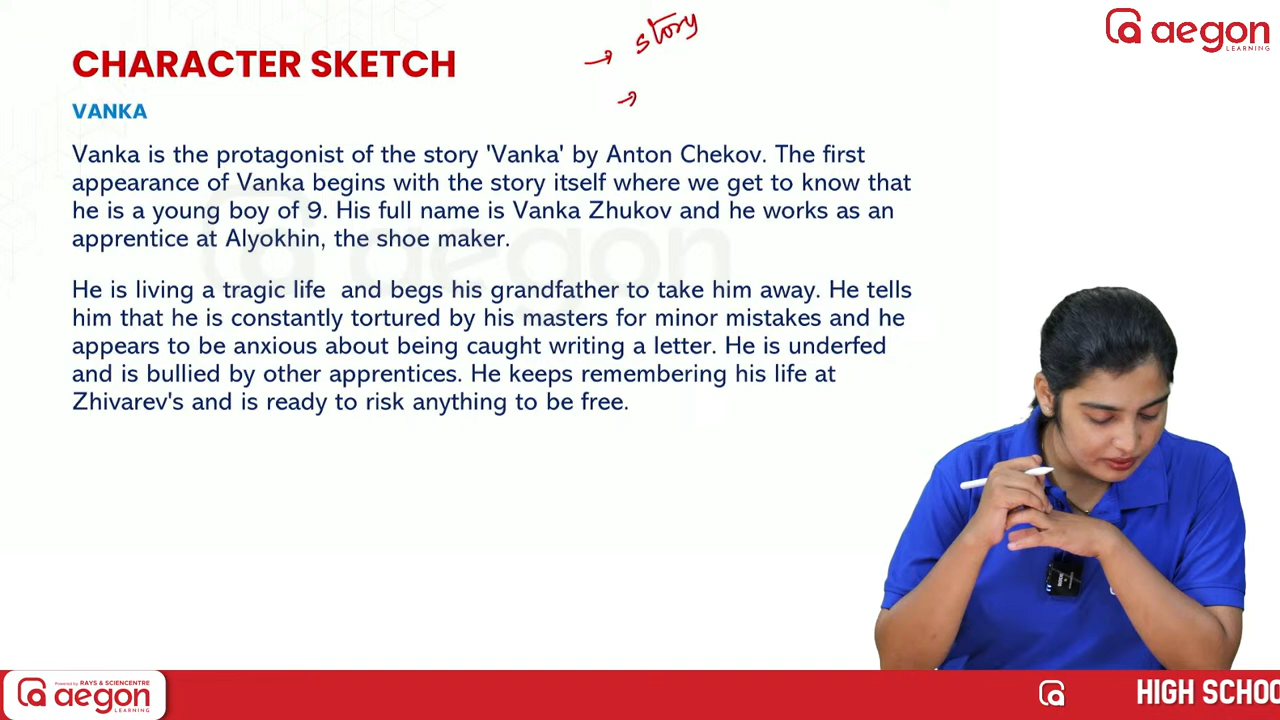 story
aegon
LEARNING
CHARACTER SKETCH
VANKA
Vanka is the protagonist of the story 'Vanka' by Anton Chekov. The first
appearance of Vanka begins with the story itself where we get to know that
he is a young boy of 9. His full name is Vanka Zhukov and he works as an
apprentice at Alyokhin, the shoe maker.
He is living a tragic life and begs his grandfather to take him away. He tells
him that he is constantly tortured by his masters for minor mistakes and he
appears to be anxious about being caught writing a letter. He is underfed
and is bullied by other apprentices. He keeps remembering his life at
Zhivarev's and is ready to risk anything to be free.
aegon
Powered by RAYS & SCIENCENTRE
aegon
LEARNING
HIGH SCHOO